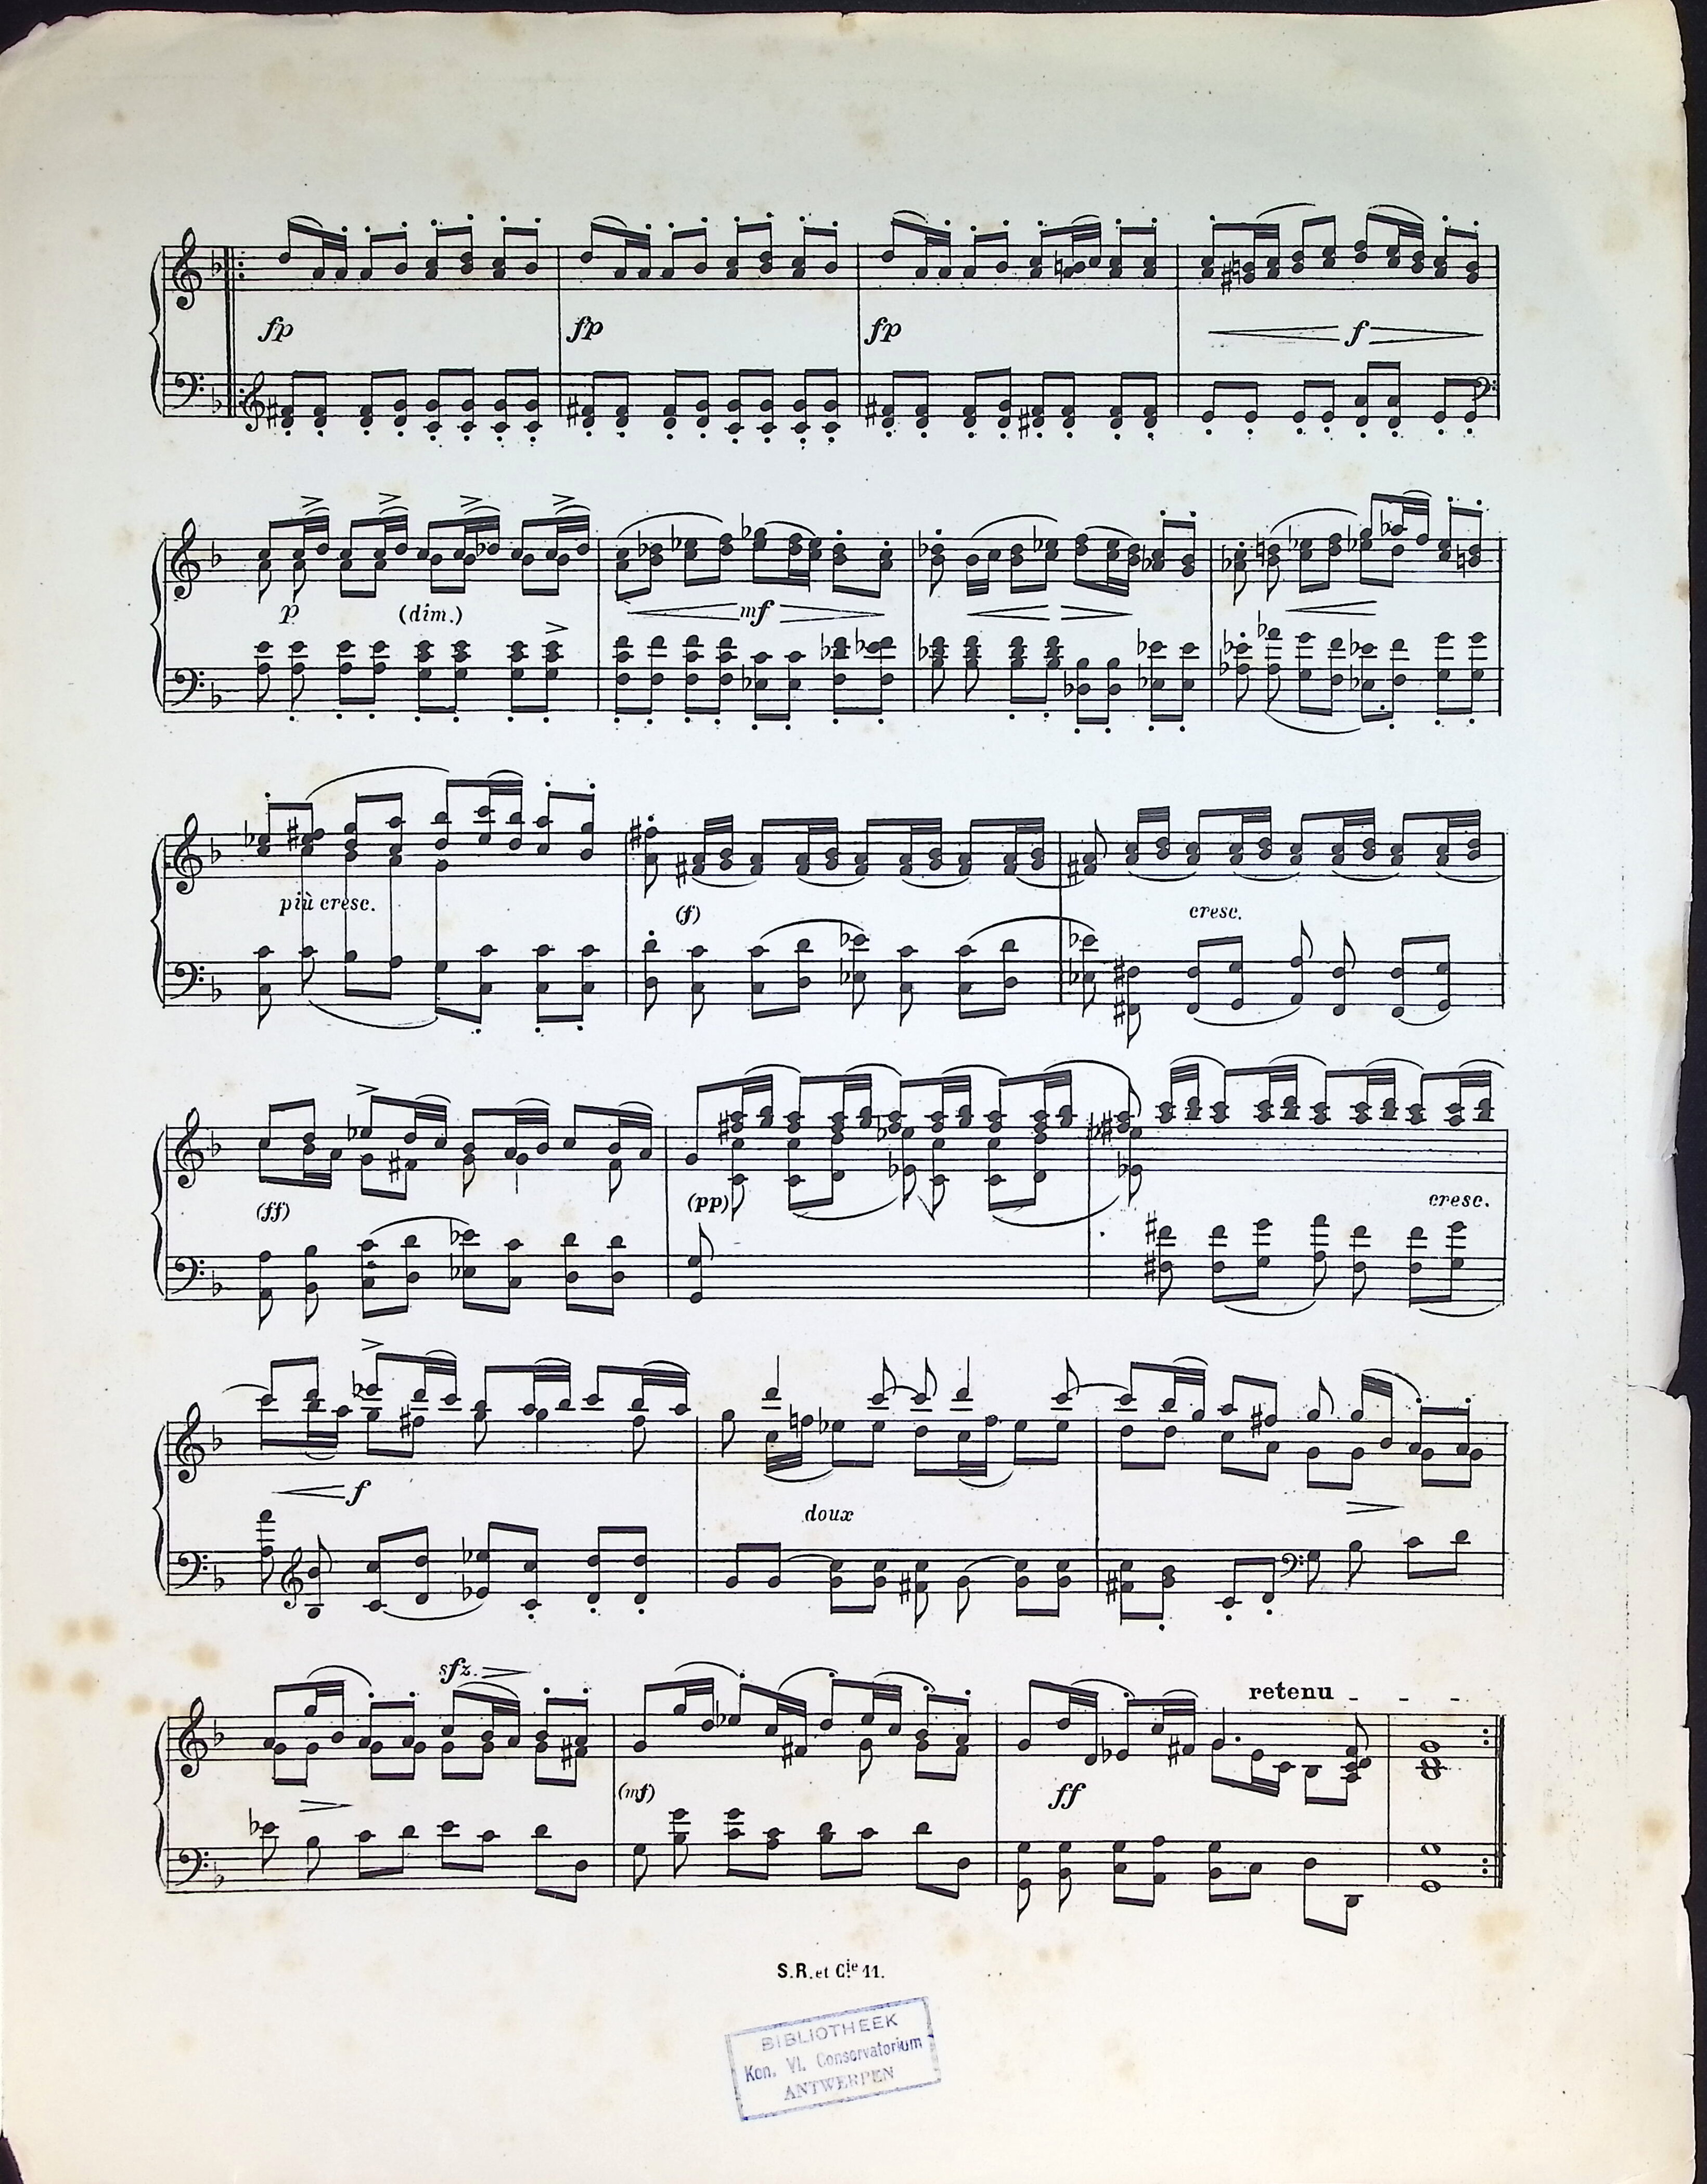 fp fp fp f
p (dim.) mf
più cresc. (f) cresc.
(ff) (pp) cresc.
f doux
sfz.
(mf) ff retenu
S.R. et Cie 11.
BIBLIOTHEEK
Kon. Vl. Conservatorium
ANTWERPEN